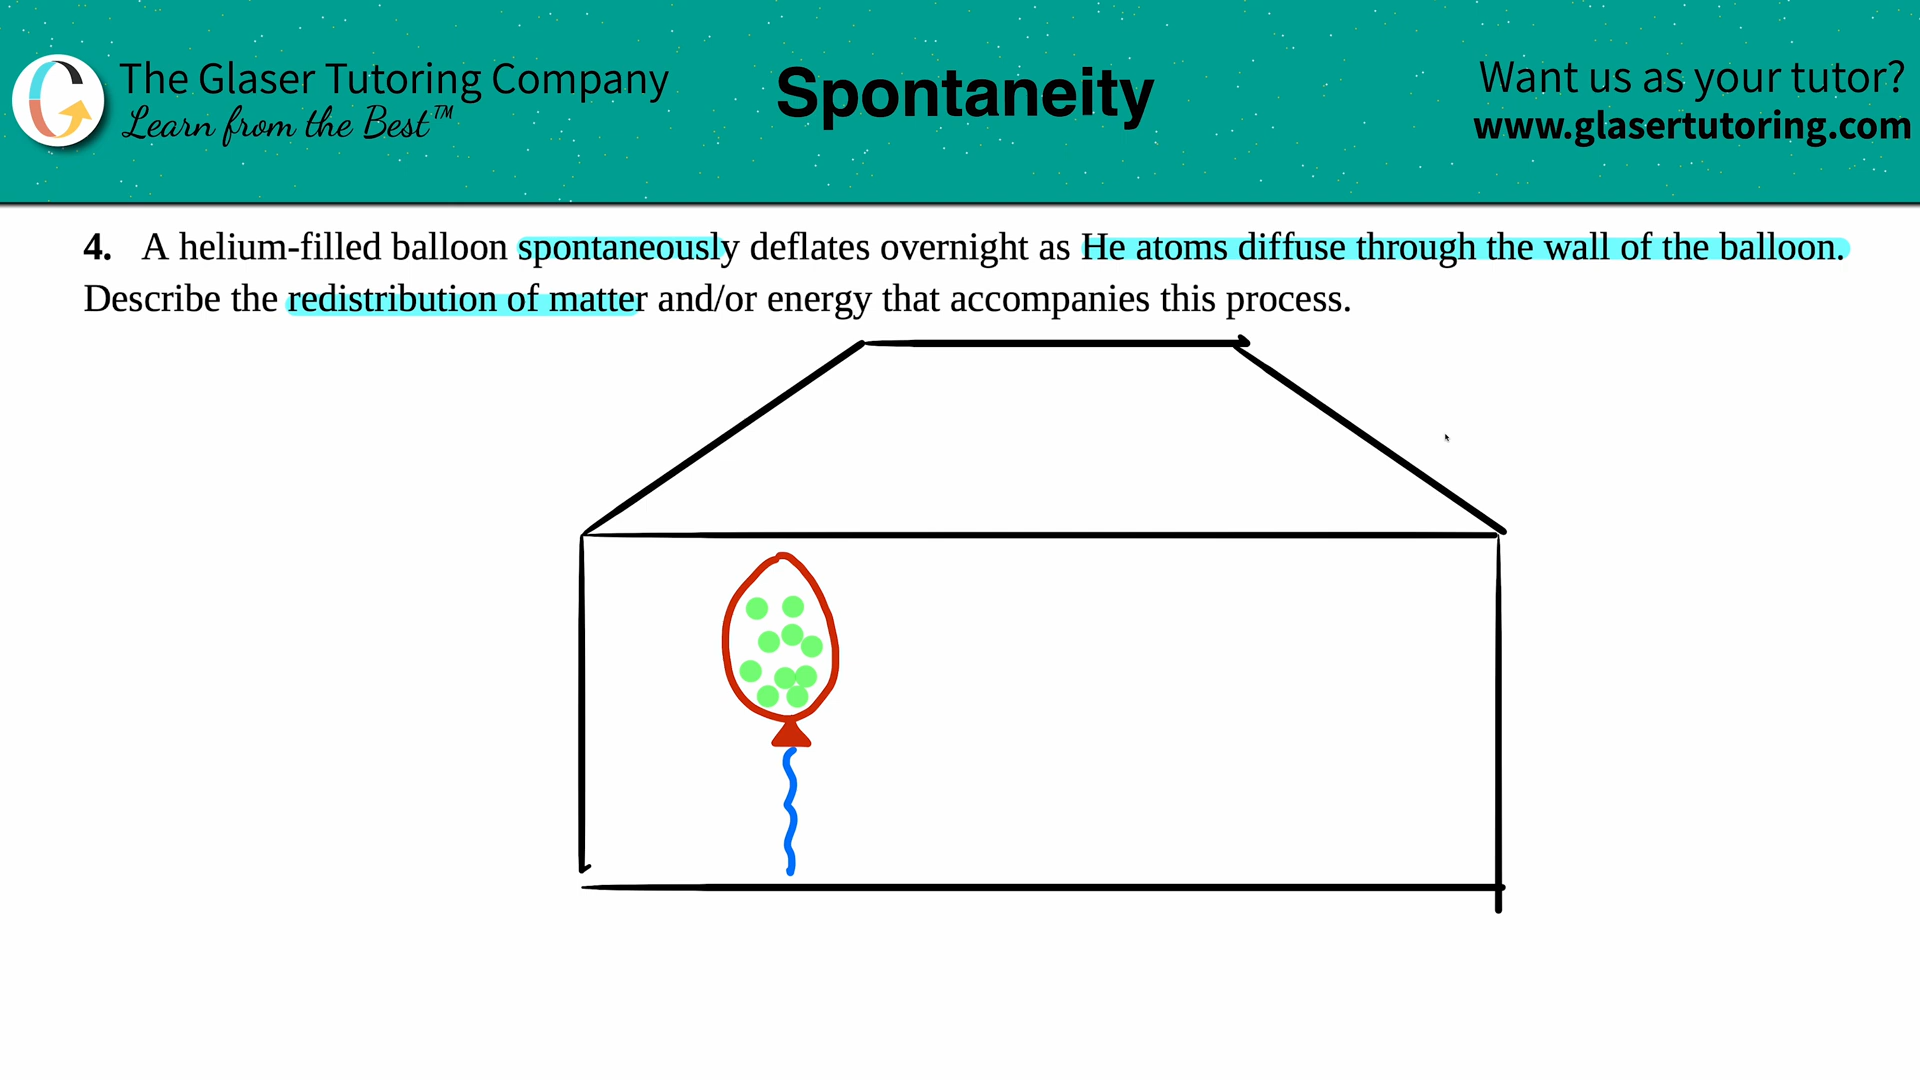 The Glaser Tutoring Company
Learn from the Best™
Spontaneity
Want us as your tutor?
www.glasertutoring.com
4. A helium-filled balloon spontaneously deflates overnight as He atoms diffuse through the wall of the balloon.
Describe the redistribution of matter and/or energy that accompanies this process.